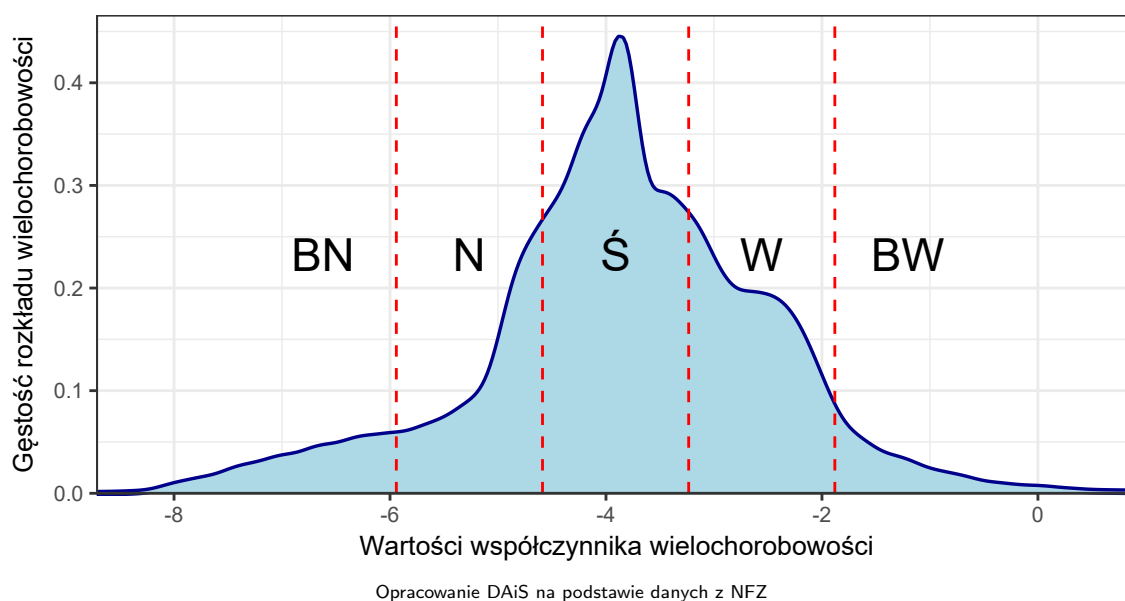 Gęstość rozkładu wielochorobowości
0.4
0.3
0.2
0.1
0.0
BN N Ś W BW
-8 -6 -4 -2 0
Wartości współczynnika wielochorobowości
Opracowanie DAiS na podstawie danych z NFZ